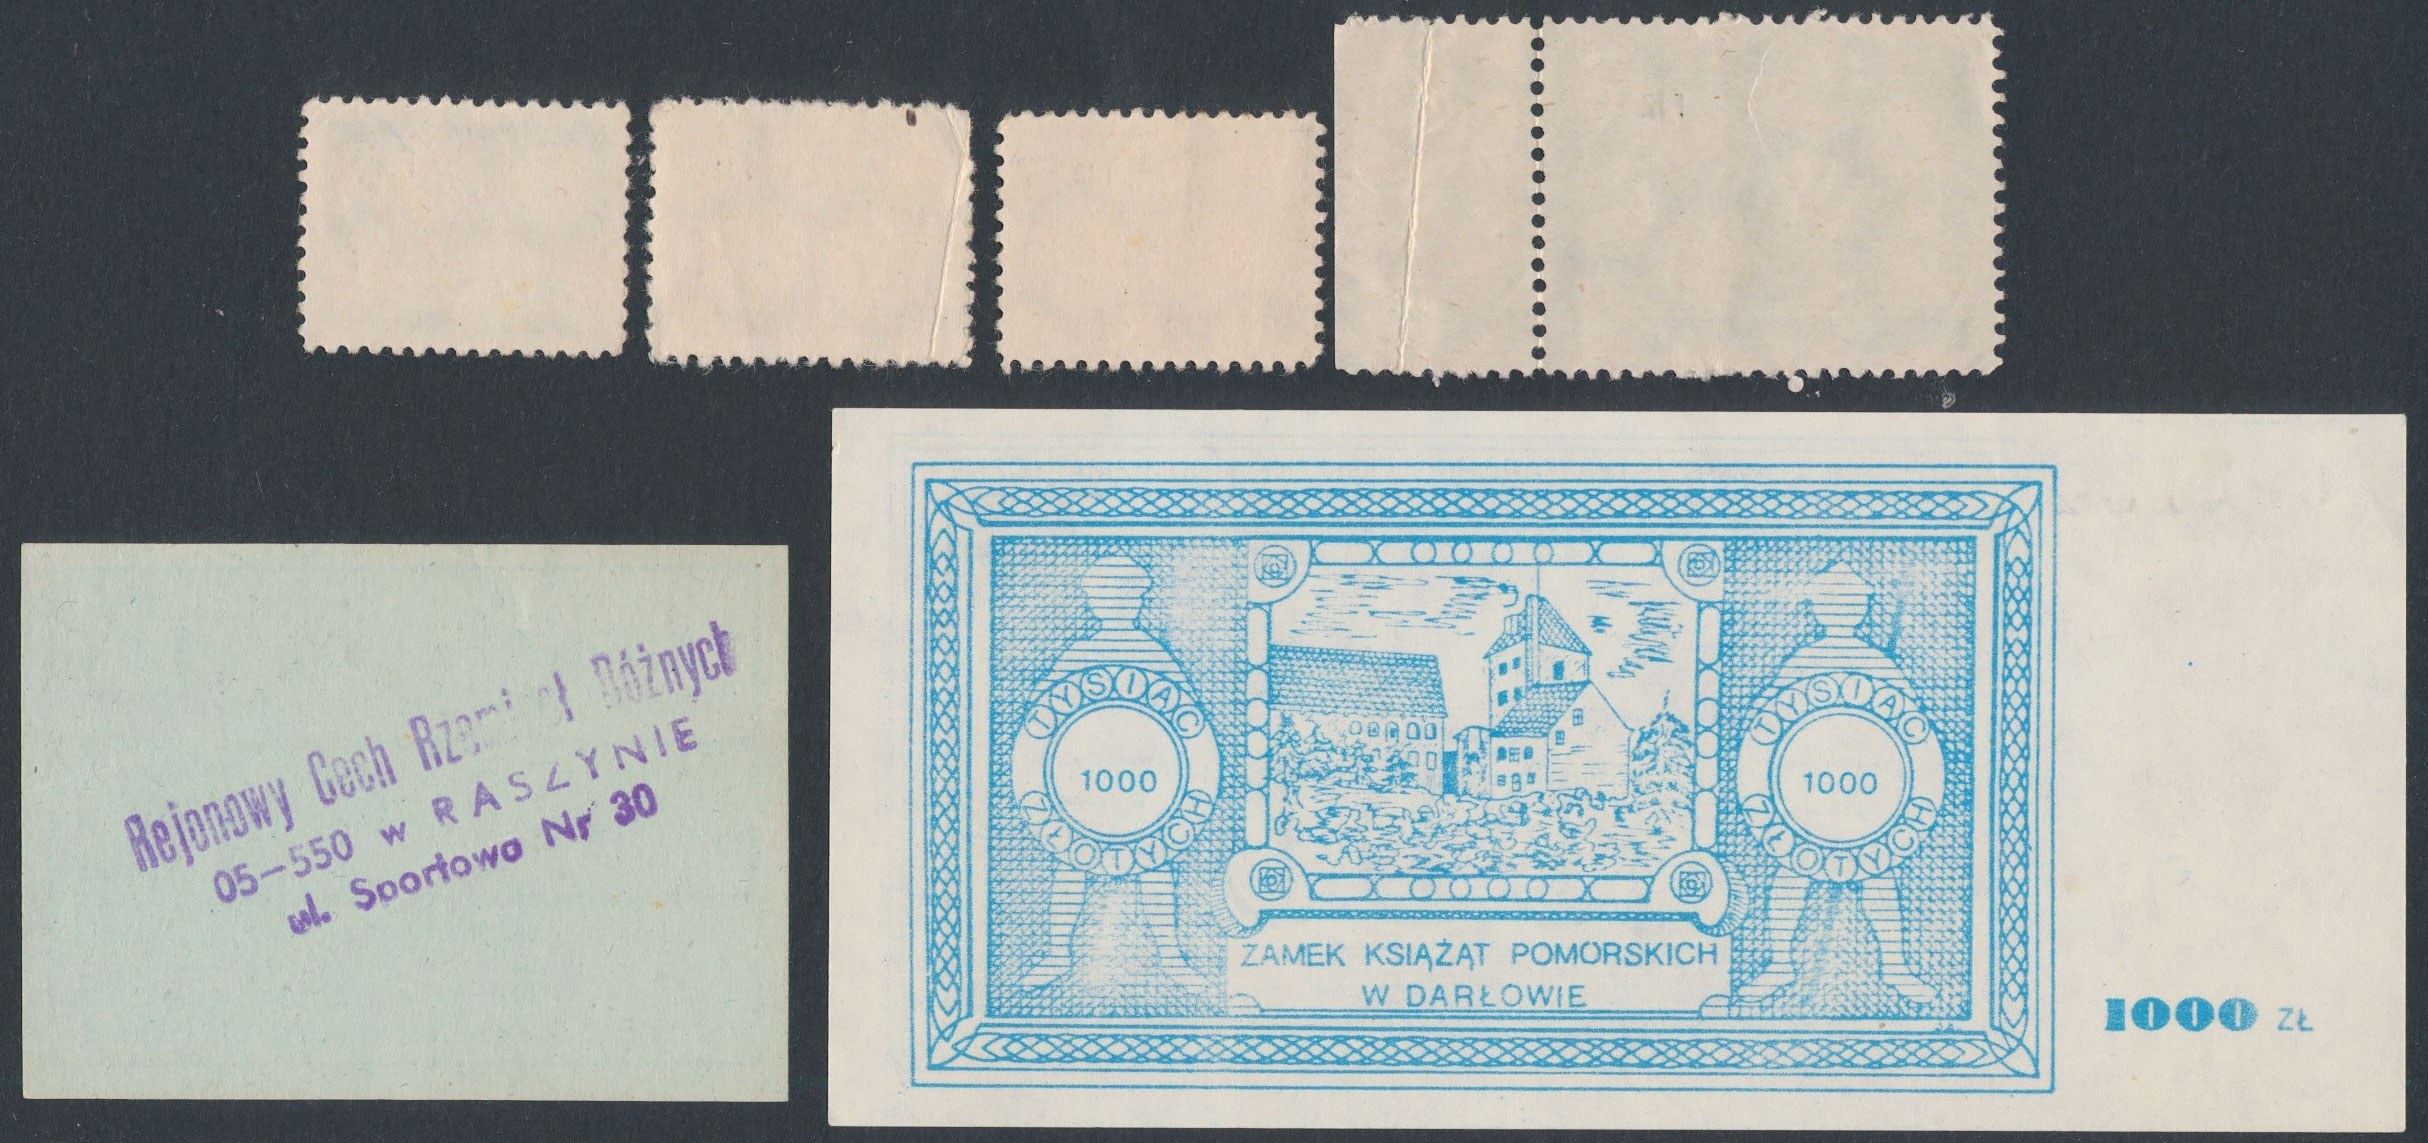 Rejonowy Cech Rzemiosł Różnych
05-550 w RASZYNIE
ul. Sportowa Nr 30
TYSIĄC
1000
ZŁOTYCH
TYSIĄC
1000
ZŁOTYCH
ZAMEK KSIĄŻĄT POMORSKICH
W DARŁOWIE
1000 ZŁ